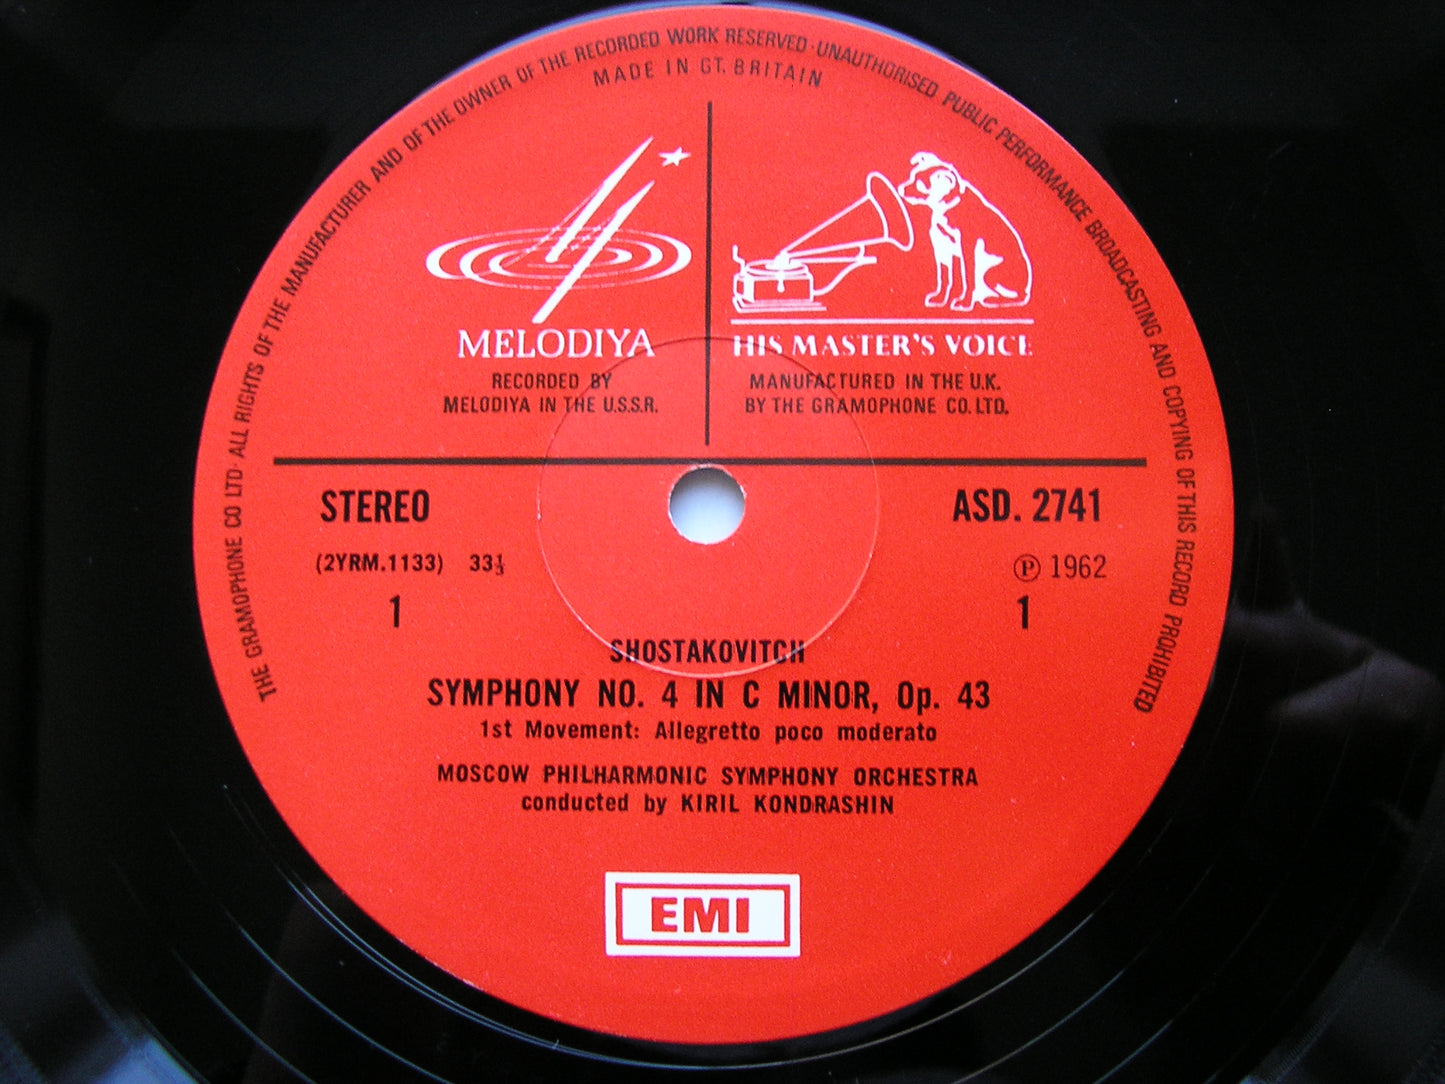 THE GRAMOPHONE CO LTD· ALL RIGHTS OF THE MANUFACTURER AND OF THE OWNER OF THE RECORDED WORK RESERVED · UNAUTHORISED PUBLIC PERFORMANCE BROADCASTING AND COPYING OF THIS RECORD PROHIBITED
MADE IN GT. BRITAIN
MELODIYA
RECORDED BY
MELODIYA IN THE U.S.S.R.
HIS MASTER'S VOICE
MANUFACTURED IN THE U.K.
BY THE GRAMOPHONE CO. LTD.
STEREO ASD. 2741
(2YRM.1133) 33⅓ ℗ 1962
1 1
SHOSTAKOVITCH
SYMPHONY NO. 4 IN C MINOR, Op. 43
1st Movement: Allegretto poco moderato
MOSCOW PHILHARMONIC SYMPHONY ORCHESTRA
conducted by KIRIL KONDRASHIN
EMI